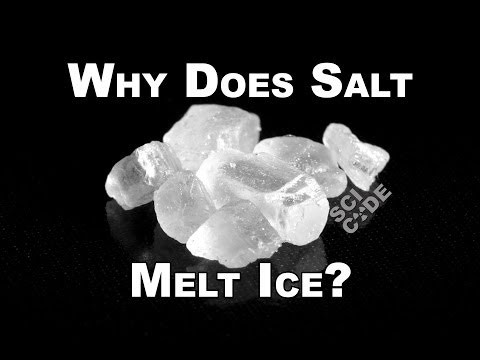 Why Does Salt
SCI
CODE
Melt Ice?